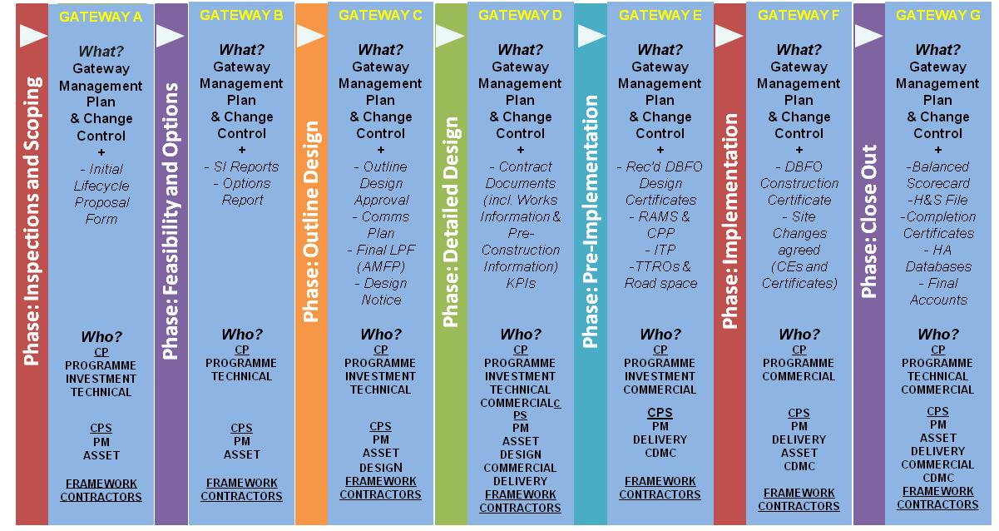 Phase: Inspections and Scoping
GATEWAY A
What?
Gateway
Management
Plan
& Change
Control
+
- Initial
Lifecycle
Proposal
Form
Who?
CP
PROGRAMME
INVESTMENT
TECHNICAL
CPS
PM
ASSET
FRAMEWORK
CONTRACTORS
Phase: Feasibility and Options
GATEWAY B
What?
Gateway
Management
Plan
& Change
Control
+
- SI Reports
- Options
Report
Who?
CP
PROGRAMME
TECHNICAL
CPS
PM
ASSET
FRAMEWORK
CONTRACTORS
Phase: Outline Design
GATEWAY C
What?
Gateway
Management
Plan
& Change
Control
+
- Outline
Design
Approval
- Comms
Plan
- Final LPF
(AMFP)
- Design
Notice
Who?
CP
PROGRAMME
INVESTMENT
TECHNICAL
CPS
PM
ASSET
DESIGN
FRAMEWORK
CONTRACTORS
Phase: Detailed Design
GATEWAY D
What?
Gateway
Management
Plan
& Change
Control
+
- Contract
Documents
(incl. Works
Information &
Pre-
Construction
Information)
KPIs
Who?
CP
PROGRAMME
INVESTMENT
TECHNICAL
COMMERCIALC
PS
PM
ASSET
DESIGN
COMMERCIAL
DELIVERY
FRAMEWORK
CONTRACTORS
Phase: Pre-Implementation
GATEWAY E
What?
Gateway
Management
Plan
& Change
Control
+
- Rec'd DBFO
Design
Certificates
- RAMS &
CPP
- ITP
-TTROs &
Road space
Who?
CP
PROGRAMME
INVESTMENT
COMMERCIAL
CPS
PM
DELIVERY
CDMC
FRAMEWORK
CONTRACTORS
Phase: Implementation
GATEWAY F
What?
Gateway
Management
Plan
& Change
Control
+
- DBFO
Construction
Certificate
- Site
Changes
agreed
(CEs and
Certificates)
Who?
CP
PROGRAMME
COMMERCIAL
CPS
PM
DELIVERY
ASSET
CDMC
FRAMEWORK
CONTRACTORS
Phase: Close Out
GATEWAY G
What?
Gateway
Management
Plan
& Change
Control
+
-Balanced
Scorecard
-H&S File
-Completion
Certificates
- HA
Databases
- Final
Accounts
Who?
CP
PROGRAMME
TECHNICAL
COMMERCIAL
CPS
PM
ASSET
DELIVERY
COMMERCIAL
CDMC
FRAMEWORK
CONTRACTORS